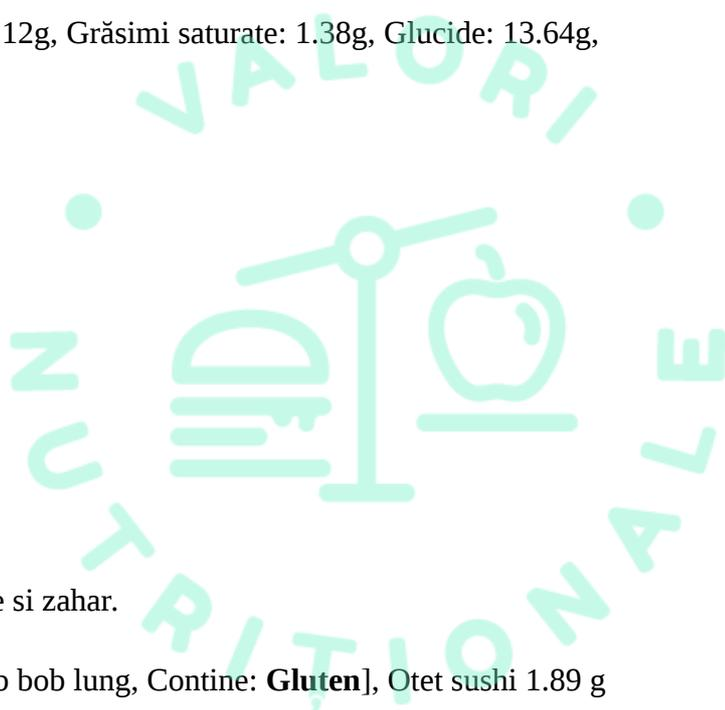 12g, Grăsimi saturate: 1.38g, Glucide: 13.64g,
VALORI
NUTRIȚIONALE
e si zahar.
bob lung, Contine: Gluten], Otet sushi 1.89 g